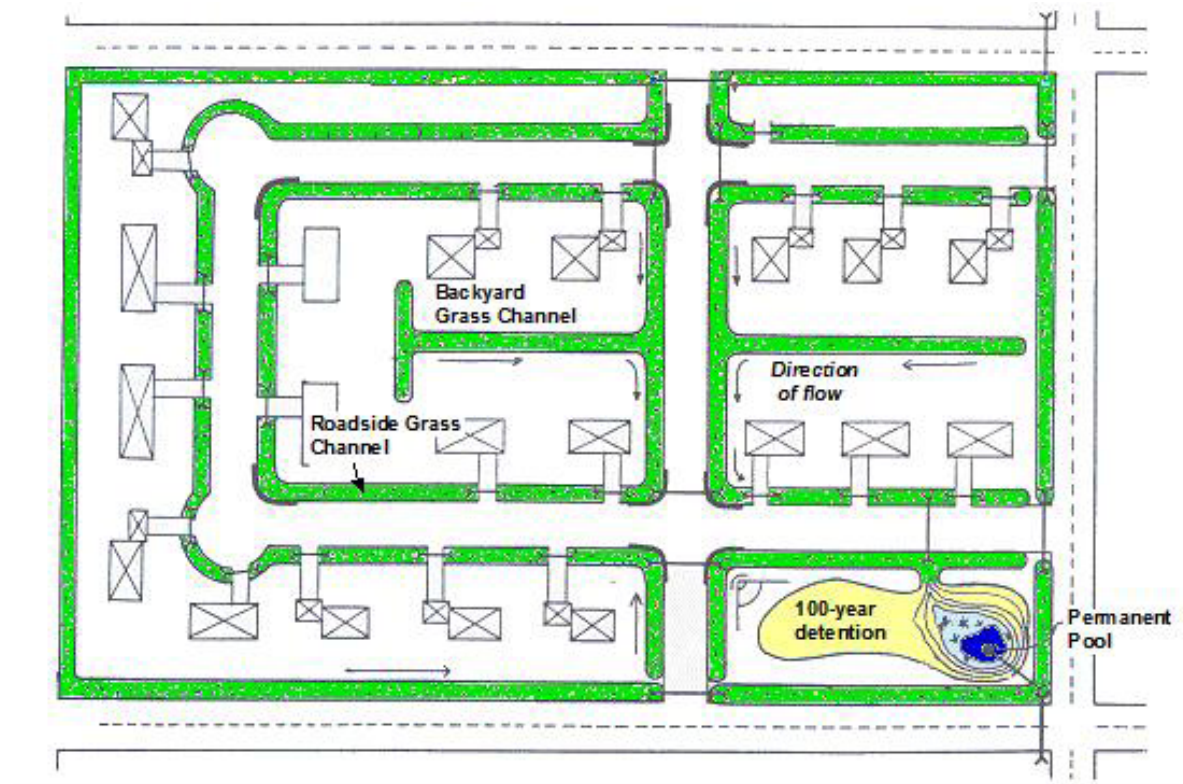 Backyard
Grass Channel
Direction
of flow
Roadside Grass
Channel
100-year
detention
Permanent
Pool